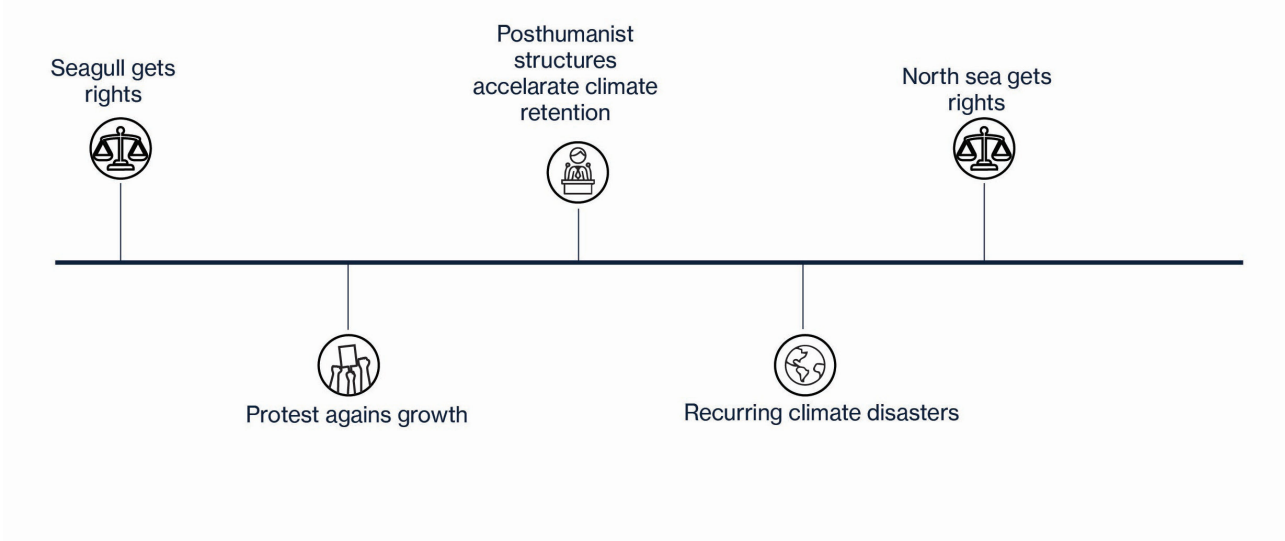 Seagull gets
rights
Protest agains growth
Posthumanist
structures
accelarate climate
retention
Recurring climate disasters
North sea gets
rights